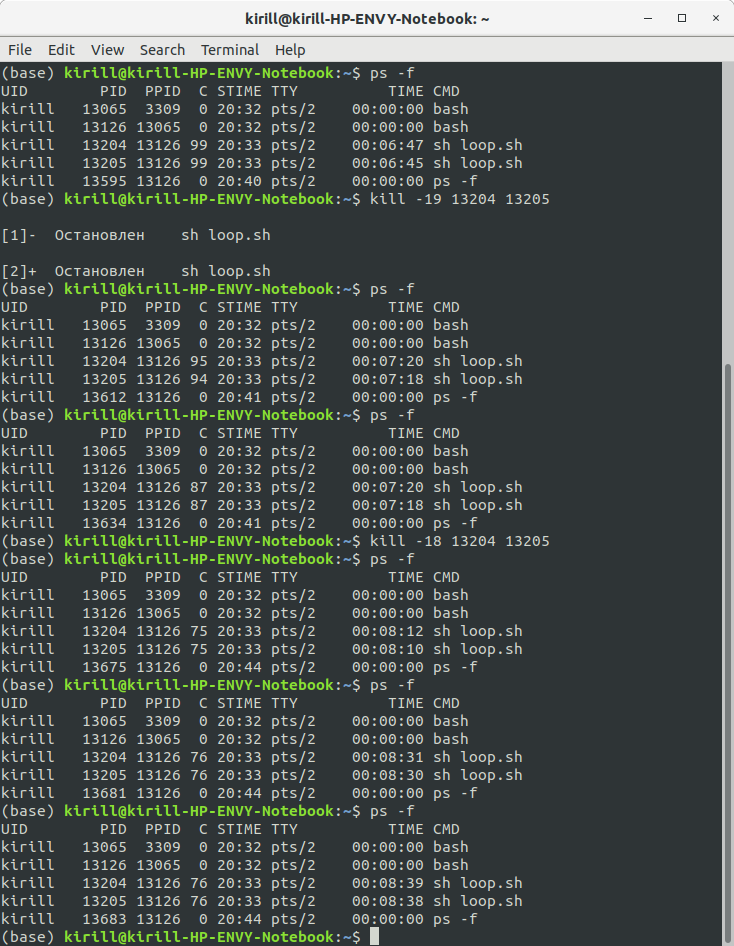 kirill@kirill-HP-ENVY-Notebook: ~
File Edit View Search Terminal Help
(base) kirill@kirill-HP-ENVY-Notebook:~$ ps -f
UID        PID  PPID  C STIME TTY          TIME CMD
kirill   13065  3309  0 20:32 pts/2    00:00:00 bash
kirill   13126 13065  0 20:32 pts/2    00:00:00 bash
kirill   13204 13126 99 20:33 pts/2    00:06:47 sh loop.sh
kirill   13205 13126 99 20:33 pts/2    00:06:45 sh loop.sh
kirill   13595 13126  0 20:40 pts/2    00:00:00 ps -f
(base) kirill@kirill-HP-ENVY-Notebook:~$ kill -19 13204 13205
[1]-  Остановлен    sh loop.sh
[2]+  Остановлен    sh loop.sh
(base) kirill@kirill-HP-ENVY-Notebook:~$ ps -f
UID        PID  PPID  C STIME TTY          TIME CMD
kirill   13065  3309  0 20:32 pts/2    00:00:00 bash
kirill   13126 13065  0 20:32 pts/2    00:00:00 bash
kirill   13204 13126 95 20:33 pts/2    00:07:20 sh loop.sh
kirill   13205 13126 94 20:33 pts/2    00:07:18 sh loop.sh
kirill   13612 13126  0 20:41 pts/2    00:00:00 ps -f
(base) kirill@kirill-HP-ENVY-Notebook:~$ ps -f
UID        PID  PPID  C STIME TTY          TIME CMD
kirill   13065  3309  0 20:32 pts/2    00:00:00 bash
kirill   13126 13065  0 20:32 pts/2    00:00:00 bash
kirill   13204 13126 87 20:33 pts/2    00:07:20 sh loop.sh
kirill   13205 13126 87 20:33 pts/2    00:07:18 sh loop.sh
kirill   13634 13126  0 20:41 pts/2    00:00:00 ps -f
(base) kirill@kirill-HP-ENVY-Notebook:~$ kill -18 13204 13205
(base) kirill@kirill-HP-ENVY-Notebook:~$ ps -f
UID        PID  PPID  C STIME TTY          TIME CMD
kirill   13065  3309  0 20:32 pts/2    00:00:00 bash
kirill   13126 13065  0 20:32 pts/2    00:00:00 bash
kirill   13204 13126 75 20:33 pts/2    00:08:12 sh loop.sh
kirill   13205 13126 75 20:33 pts/2    00:08:10 sh loop.sh
kirill   13675 13126  0 20:44 pts/2    00:00:00 ps -f
(base) kirill@kirill-HP-ENVY-Notebook:~$ ps -f
UID        PID  PPID  C STIME TTY          TIME CMD
kirill   13065  3309  0 20:32 pts/2    00:00:00 bash
kirill   13126 13065  0 20:32 pts/2    00:00:00 bash
kirill   13204 13126 76 20:33 pts/2    00:08:31 sh loop.sh
kirill   13205 13126 76 20:33 pts/2    00:08:30 sh loop.sh
kirill   13681 13126  0 20:44 pts/2    00:00:00 ps -f
(base) kirill@kirill-HP-ENVY-Notebook:~$ ps -f
UID        PID  PPID  C STIME TTY          TIME CMD
kirill   13065  3309  0 20:32 pts/2    00:00:00 bash
kirill   13126 13065  0 20:32 pts/2    00:00:00 bash
kirill   13204 13126 76 20:33 pts/2    00:08:39 sh loop.sh
kirill   13205 13126 76 20:33 pts/2    00:08:38 sh loop.sh
kirill   13683 13126  0 20:44 pts/2    00:00:00 ps -f
(base) kirill@kirill-HP-ENVY-Notebook:~$